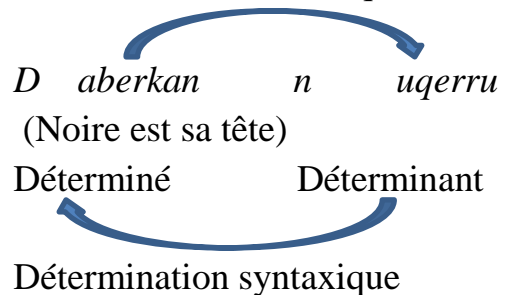 D aberkan n uqerru
(Noire est sa tête)
Déterminé Déterminant
Détermination syntaxique